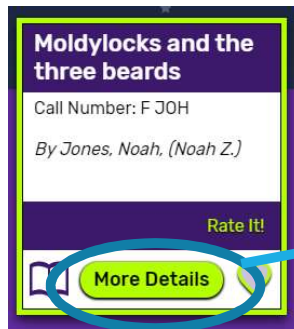 Moldylocks and the
three beards
Call Number: F JOH
By Jones, Noah, (Noah Z.)
Rate It!
More Details